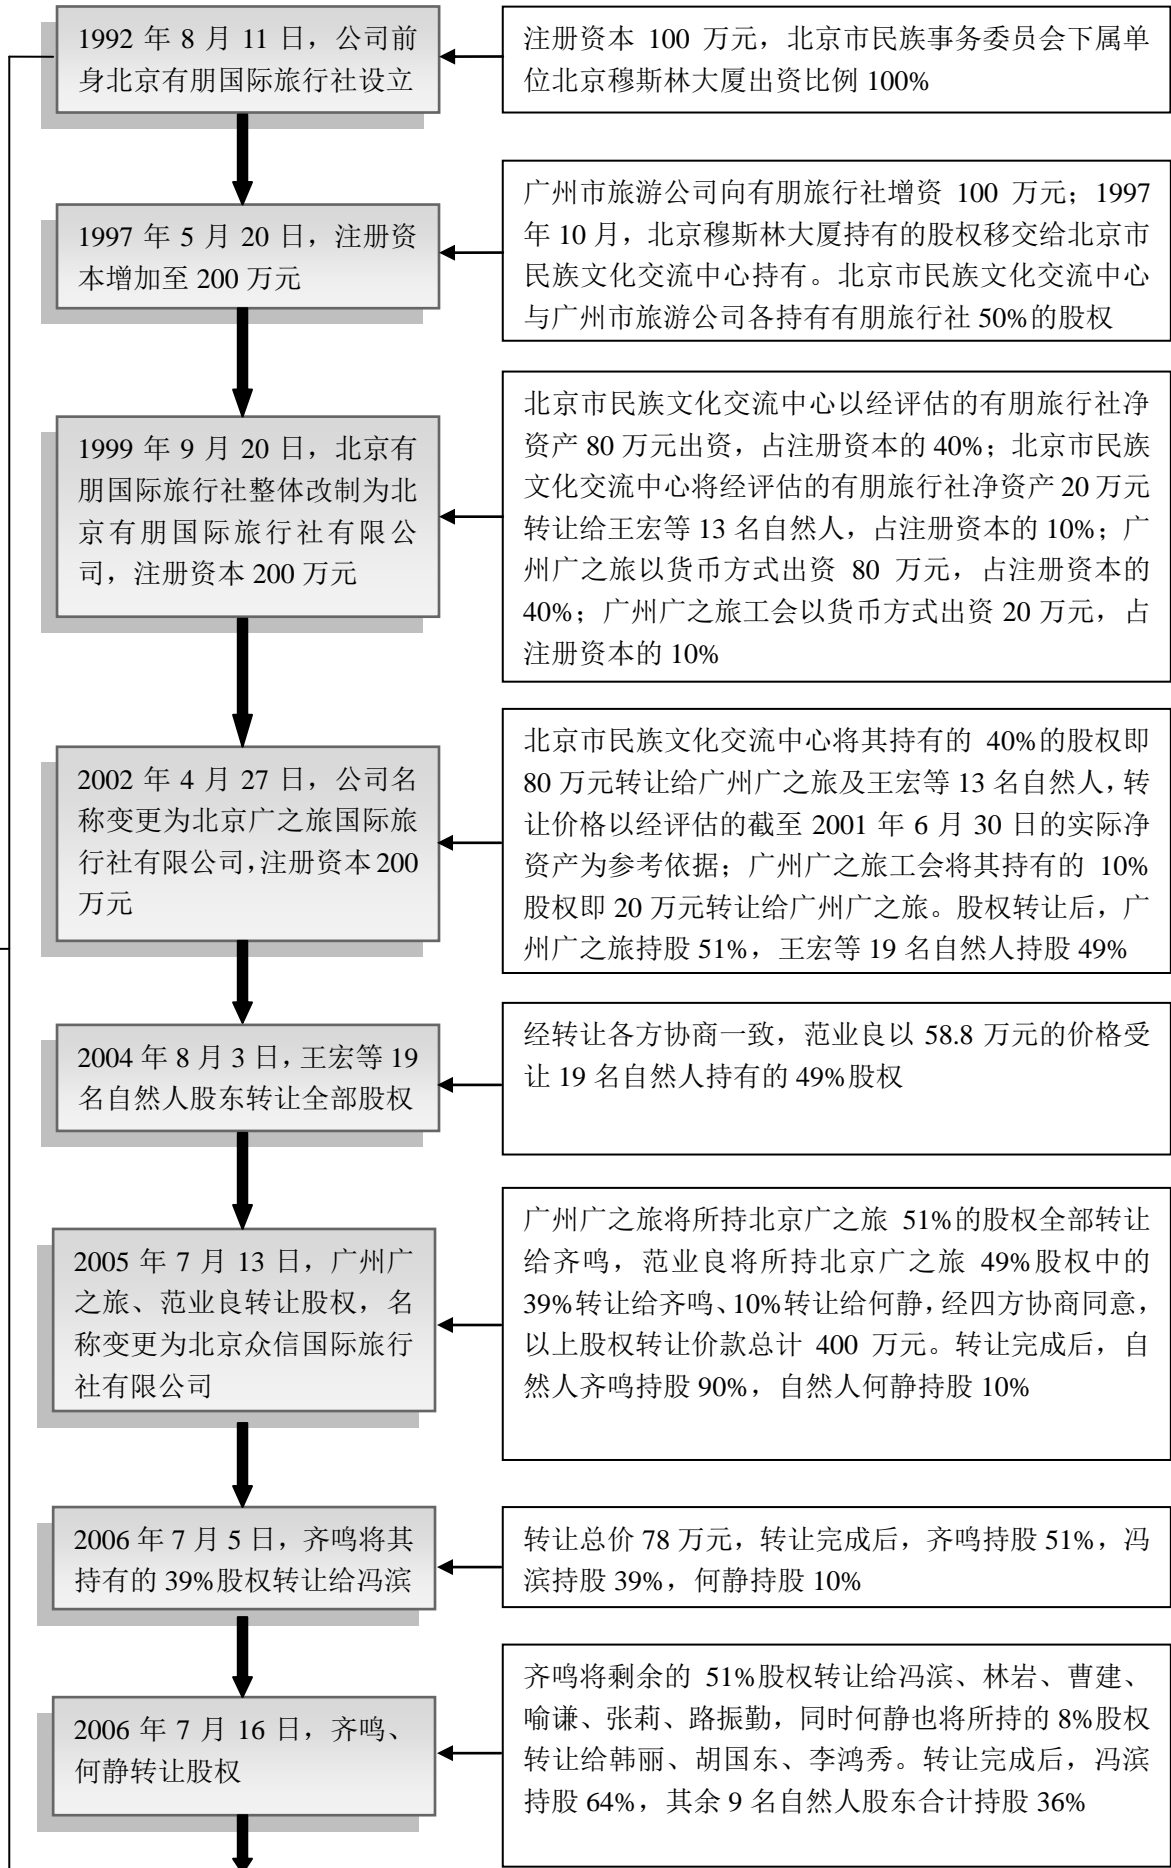 1992 年 8 月 11 日，公司前
身北京有朋国际旅行社设立
注册资本 100 万元，北京市民族事务委员会下属单
位北京穆斯林大厦出资比例 100%
1997 年 5 月 20 日，注册资
本增加至 200 万元
广州市旅游公司向有朋旅行社增资 100 万元；1997
年 10 月，北京穆斯林大厦持有的股权移交给北京市
民族文化交流中心持有。北京市民族文化交流中心
与广州市旅游公司各持有有朋旅行社 50%的股权
1999 年 9 月 20 日，北京有
朋国际旅行社整体改制为北
京有朋国际旅行社有限公
司，注册资本 200 万元
北京市民族文化交流中心以经评估的有朋旅行社净
资产 80 万元出资，占注册资本的 40%；北京市民族
文化交流中心将经评估的有朋旅行社净资产 20 万元
转让给王宏等 13 名自然人，占注册资本的 10%；广
州广之旅以货币方式出资 80 万元，占注册资本的
40%；广州广之旅工会以货币方式出资 20 万元，占
注册资本的 10%
2002 年 4 月 27 日，公司名
称变更为北京广之旅国际旅
行社有限公司，注册资本 200
万元
北京市民族文化交流中心将其持有的 40%的股权即
80 万元转让给广州广之旅及王宏等 13 名自然人，转
让价格以经评估的截至 2001 年 6 月 30 日的实际净
资产为参考依据；广州广之旅工会将其持有的 10%
股权即 20 万元转让给广州广之旅。股权转让后，广
州广之旅持股 51%，王宏等 19 名自然人持股 49%
2004 年 8 月 3 日，王宏等 19
名自然人股东转让全部股权
经转让各方协商一致，范业良以 58.8 万元的价格受
让 19 名自然人持有的 49%股权
2005 年 7 月 13 日，广州广
之旅、范业良转让股权，名
称变更为北京众信国际旅行
社有限公司
广州广之旅将所持北京广之旅 51%的股权全部转让
给齐鸣，范业良将所持北京广之旅 49%股权中的
39%转让给齐鸣、10%转让给何静，经四方协商同意，
以上股权转让价款总计 400 万元。转让完成后，自
然人齐鸣持股 90%，自然人何静持股 10%
2006 年 7 月 5 日，齐鸣将其
持有的 39%股权转让给冯滨
转让总价 78 万元，转让完成后，齐鸣持股 51%，冯
滨持股 39%，何静持股 10%
2006 年 7 月 16 日，齐鸣、
何静转让股权
齐鸣将剩余的 51%股权转让给冯滨、林岩、曹建、
喻谦、张莉、路振勤，同时何静也将所持的 8%股权
转让给韩丽、胡国东、李鸿秀。转让完成后，冯滨
持股 64%，其余 9 名自然人股东合计持股 36%